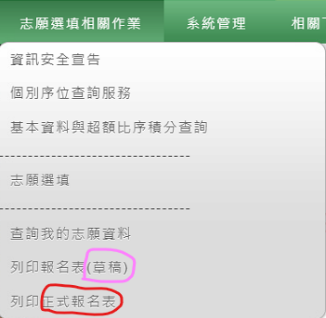 志願選填相關作業 系統管理 相關
資訊安全宣告
個別序位查詢服務
基本資料與超額比序積分查詢
--------------------------------
志願選填
--------------------------------
查詢我的志願資料
列印報名表(草稿)
列印正式報名表